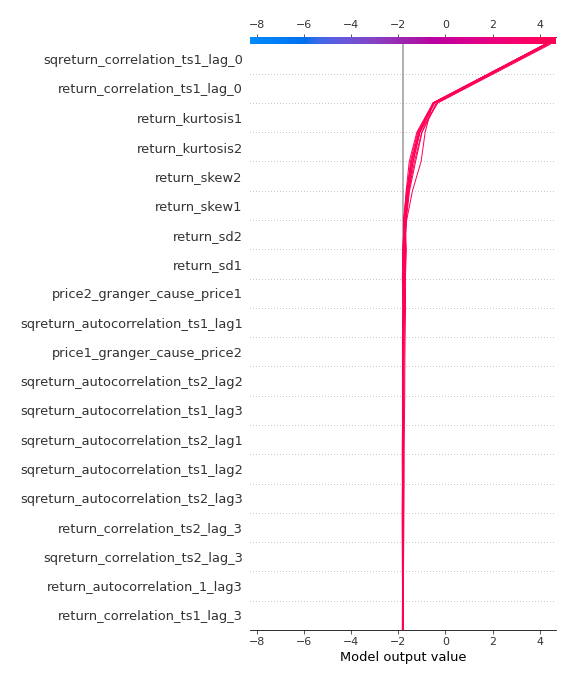 −8 −6 −4 −2 0 2 4
sqreturn_correlation_ts1_lag_0
return_correlation_ts1_lag_0
return_kurtosis1
return_kurtosis2
return_skew2
return_skew1
return_sd2
return_sd1
price2_granger_cause_price1
sqreturn_autocorrelation_ts1_lag1
price1_granger_cause_price2
sqreturn_autocorrelation_ts2_lag2
sqreturn_autocorrelation_ts1_lag3
sqreturn_autocorrelation_ts2_lag1
sqreturn_autocorrelation_ts1_lag2
sqreturn_autocorrelation_ts2_lag3
return_correlation_ts2_lag_3
sqreturn_correlation_ts2_lag_3
return_autocorrelation_1_lag3
return_correlation_ts1_lag_3
−8 −6 −4 −2 0 2 4
Model output value